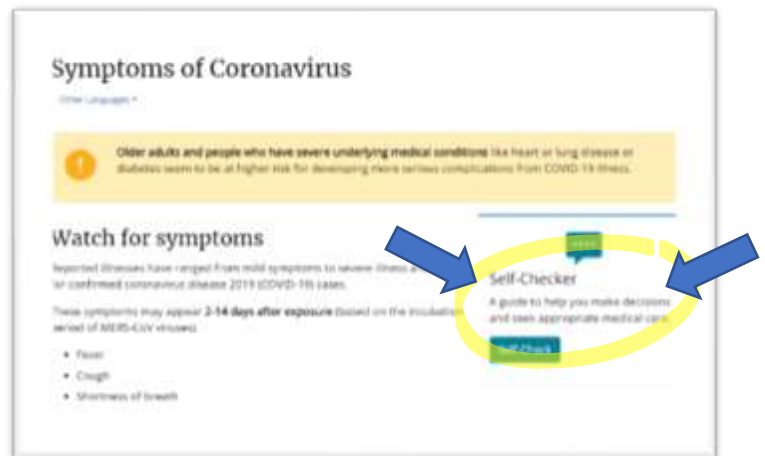 Symptoms of Coronavirus
Other Languages
Older adults and people who have severe underlying medical conditions like heart or lung disease or
diabetes seem to be at higher risk for developing more serious complications from COVID-19 illness.
Watch for symptoms
Reported illnesses have ranged from mild symptoms to severe illness
or confirmed coronavirus disease 2019 (COVID-19) cases.
These symptoms may appear 2-14 days after exposure (based on the incubation
period of MERS-CoV viruses)
• Fever
• Cough
• Shortness of breath
Self-Checker
A guide to help you make decisions
and seek appropriate medical care
Self-Check